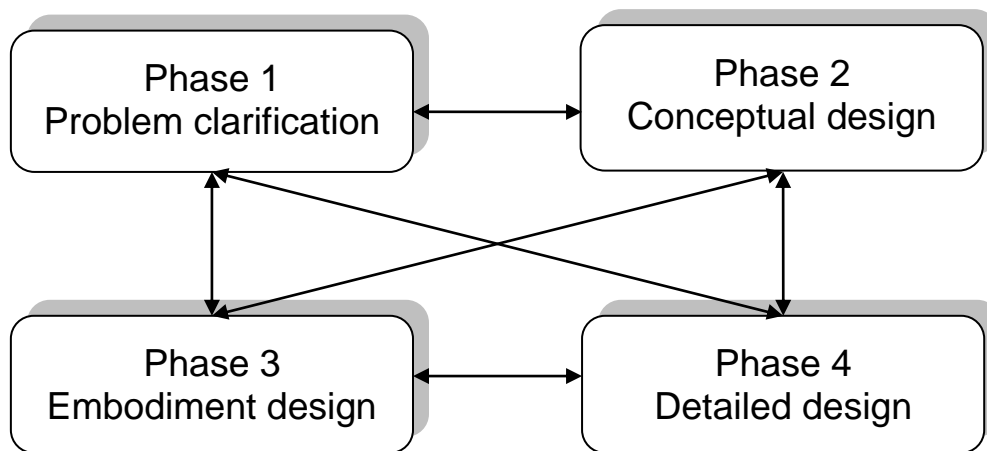 Phase 1
Problem clarification
Phase 2
Conceptual design
Phase 3
Embodiment design
Phase 4
Detailed design